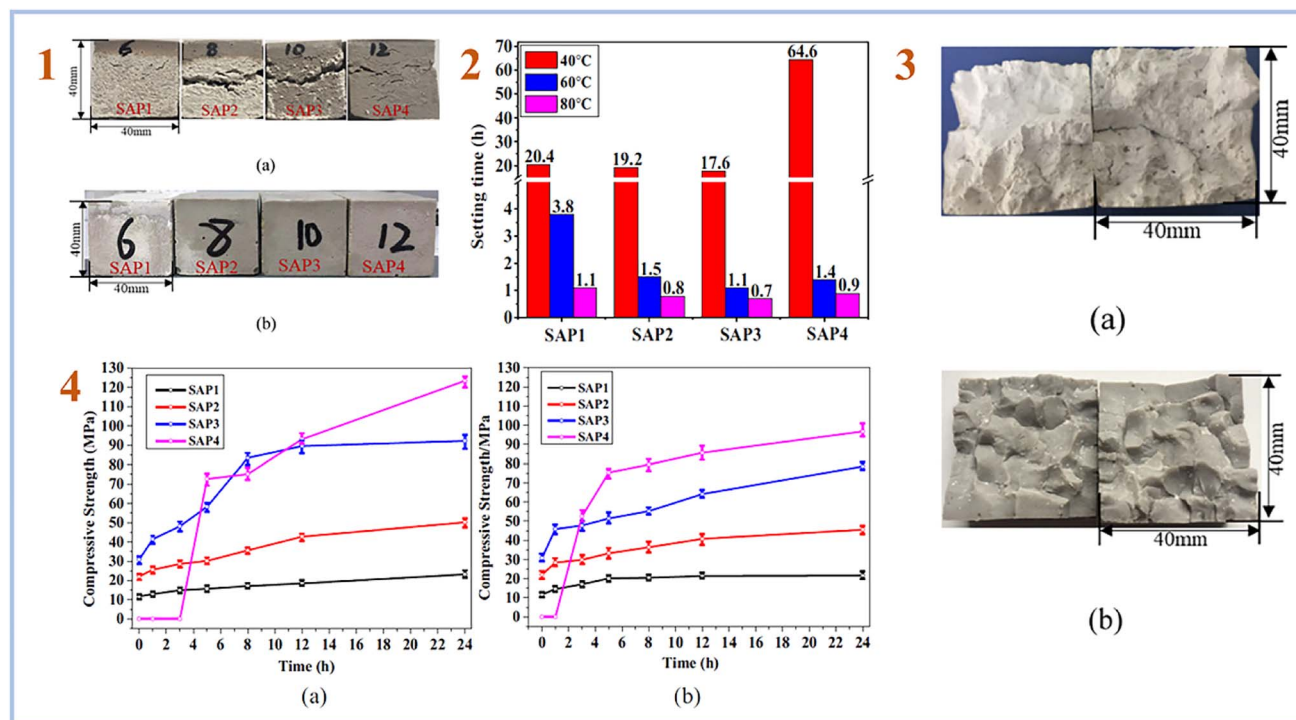 1
6
8
10
12
SAP1
SAP2
SAP3
SAP4
40mm
40mm
(a)
6
8
10
12
SAP1
SAP2
SAP3
SAP4
40mm
40mm
(b)
2
Setting time (h)
70
65
60
55
50
45
40
35
30
25
20
4
3
2
1
0
40°C
60°C
80°C
20.4
3.8
1.1
19.2
1.5
0.8
17.6
1.1
0.7
64.6
1.4
0.9
SAP1
SAP2
SAP3
SAP4
3
40mm
40mm
(a)
40mm
40mm
(b)
4
Compressive Strength (MPa)
130
120
110
100
90
80
70
60
50
40
30
20
10
0
SAP1
SAP2
SAP3
SAP4
0 2 4 6 8 10 12 14 16 18 20 22 24
Time (h)
(a)
Compressive Strength/MPa
130
120
110
100
90
80
70
60
50
40
30
20
10
0
SAP1
SAP2
SAP3
SAP4
0 2 4 6 8 10 12 14 16 18 20 22 24
Time (h)
(b)